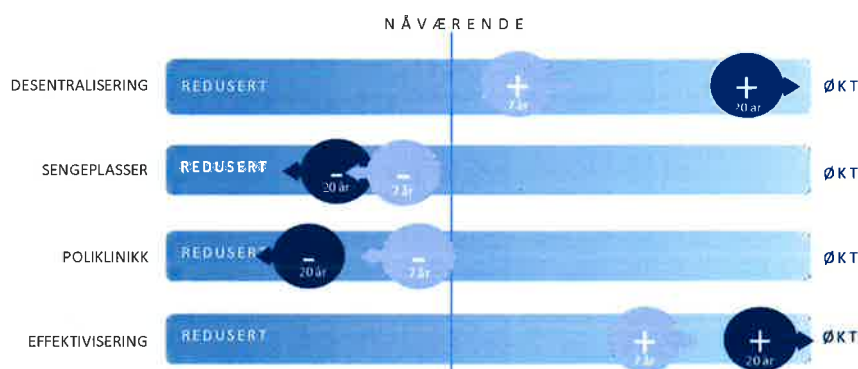 NÅVÆRENDE
DESENTRALISERING REDUSERT + 7 år + 20 år ØKT
SENGEPLASSER REDUSERT - 20 år - 7 år ØKT
POLIKLINIKK REDUSERT - 20 år - 7 år ØKT
EFFEKTIVISERING REDUSERT + 7 år + 20 år ØKT